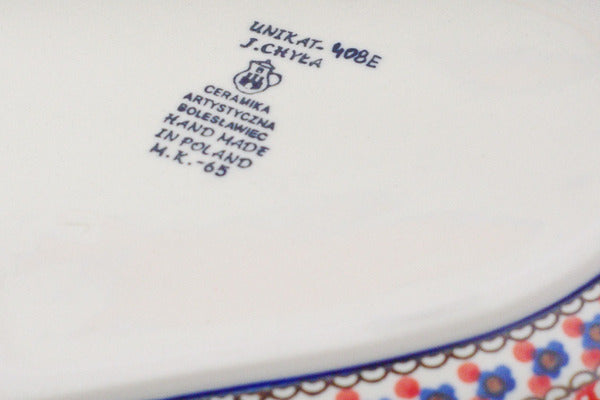 UNIKAT- 408E
J.CHYŁA
CERAMIKA
ARTYSTYCZNA
BOLESŁAWIEC
HAND MADE
IN POLAND
M.K.-65